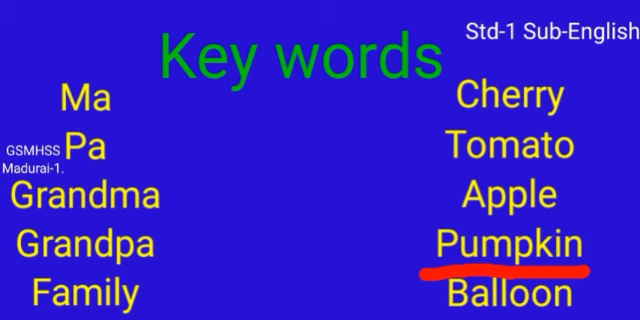 Std-1 Sub-English
Key words
Ma
GSMHSS Pa
Madurai-1.
Grandma
Grandpa
Family
Cherry
Tomato
Apple
Pumpkin
Balloon